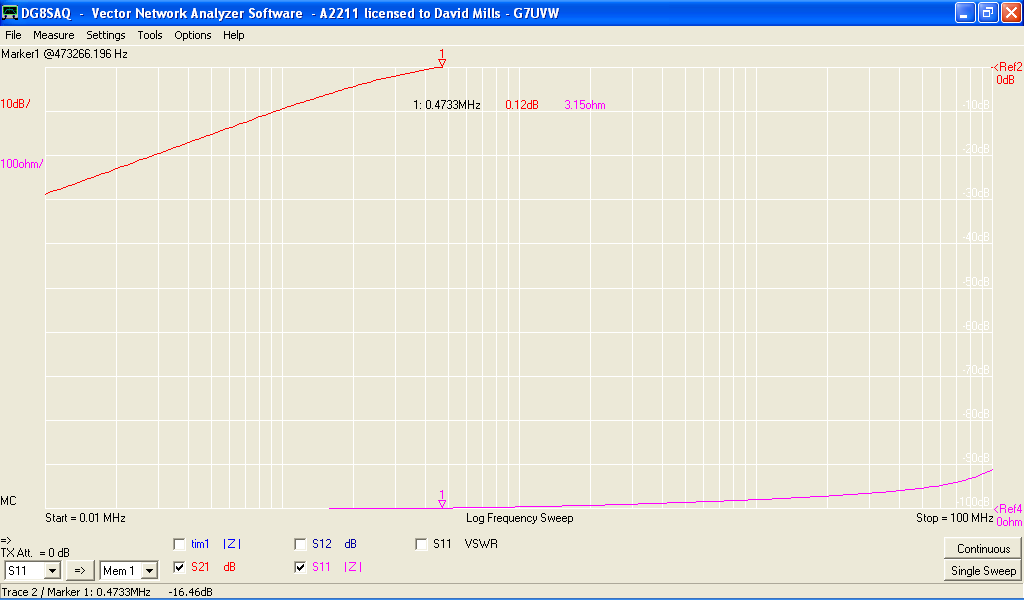 DG8SAQ - Vector Network Analyzer Software - A2211 licensed to David Mills - G7UVW
File Measure Settings Tools Options Help
Marker1 @473266.196 Hz
1
<Ref2
0dB
10dB/
1: 0.4733MHz 0.12dB 3.15ohm
-10dB
-20dB
100ohm/
-30dB
-40dB
-50dB
-60dB
-70dB
-80dB
-90dB
MC
1
-100dB
<Ref4
0ohm
Start = 0.01 MHz Log Frequency Sweep Stop = 100 MHz
=>
TX Att. = 0 dB
tim1 |Z| S12 dB S11 VSWR
Continuous
S11 => Mem 1 S21 dB S11 |Z|
Single Sweep
Trace 2 / Marker 1: 0.4733MHz -16.46dB